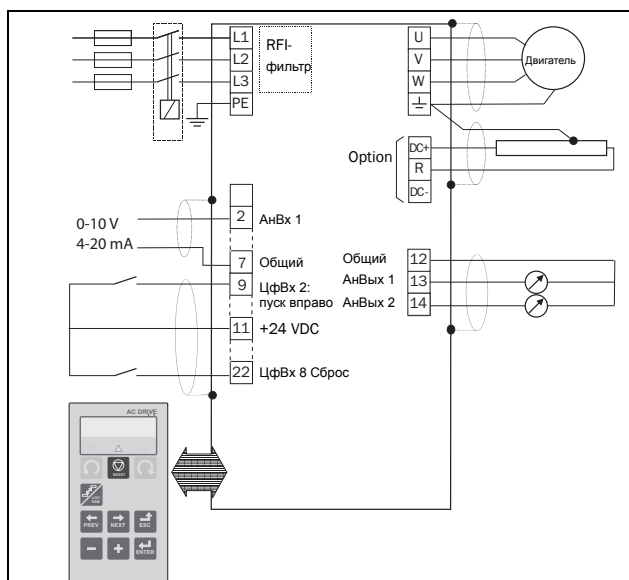 L1
L2
L3
PE
RFI-
фильтр
U
V
W
Двигатель
Option
DC+
R
DC-
0-10 V
4-20 mA
2
АнВх 1
7
Общий
9
ЦфВх 2:
пуск вправо
11
+24 VDC
22
ЦфВх 8 Сброс
Общий
12
АнВых 1
13
АнВых 2
14
AC DRIVE
RESET
LOC/
REM
PREV
NEXT
ESC
ENTER